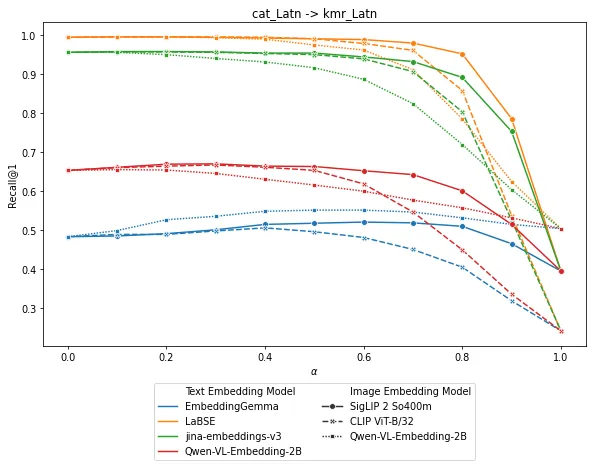 cat_Latn -> kmr_Latn
Recall@1
1.0
0.9
0.8
0.7
0.6
0.5
0.4
0.3
0.0 0.2 0.4 0.6 0.8 1.0
α
Text Embedding Model Image Embedding Model
EmbeddingGemma SigLIP 2 So400m
LaBSE CLIP ViT-B/32
jina-embeddings-v3 Qwen-VL-Embedding-2B
Qwen-VL-Embedding-2B